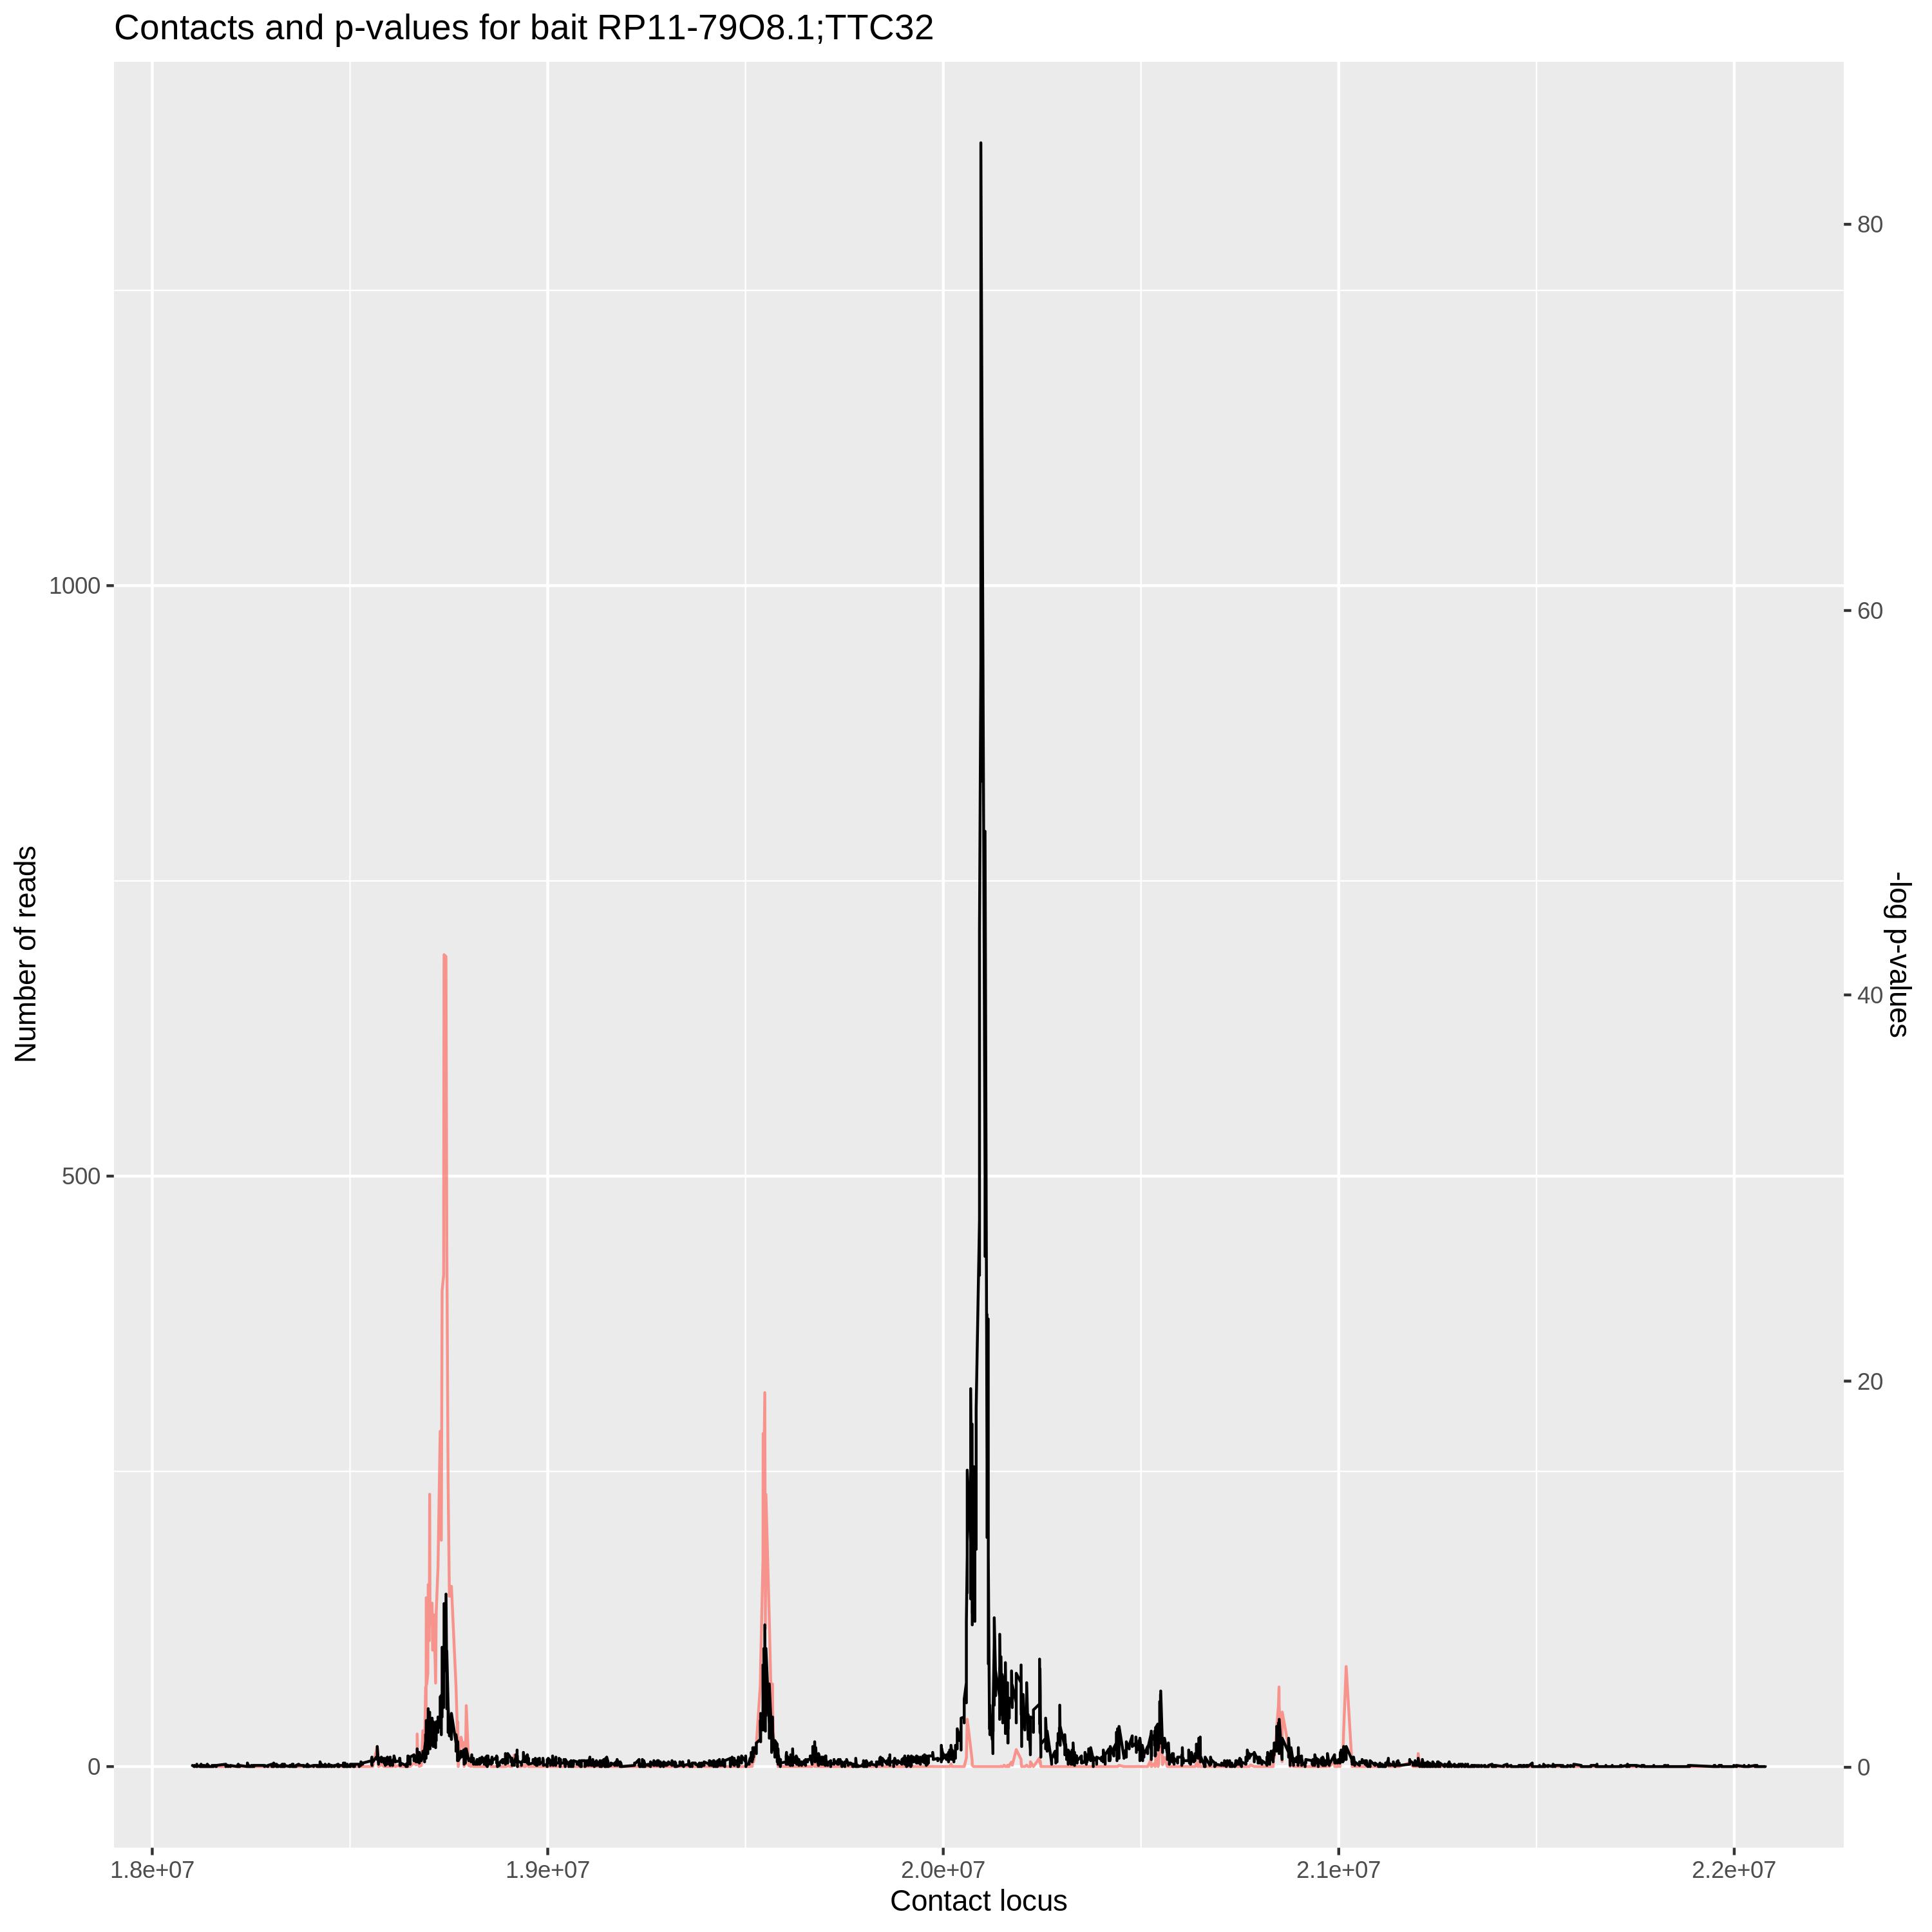 Contacts and p-values for bait RP11-79O8.1;TTC32
Number of reads
1000
500
0
80
60
40
20
0
-log p-values
1.8e+07
1.9e+07
2.0e+07
2.1e+07
2.2e+07
Contact locus